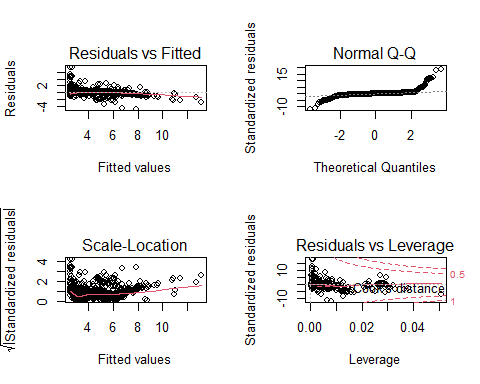 Residuals vs Fitted
Residuals
2
-4
4 6 8 10
Fitted values
Normal Q-Q
Standardized residuals
15
-10
-2 0 2
Theoretical Quantiles
Scale-Location
√|Standardized residuals|
4
2
0
4 6 8 10
Fitted values
Residuals vs Leverage
Standardized residuals
10
-10
distance
0.5
1
0.00 0.02 0.04
Leverage